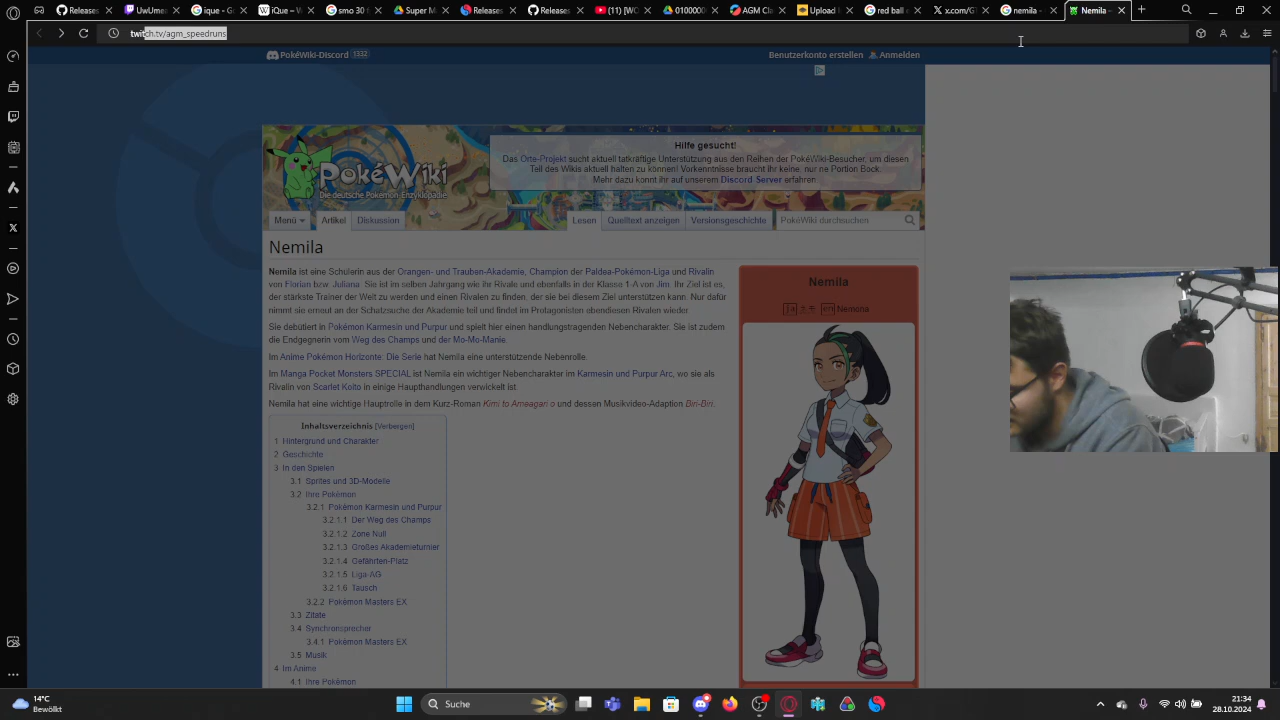 UwUme
gique - G
smo 30 f
Super M
Releases
Releases
(11) [WO
0100000
AGM Cla
Upload I
red ball c
x.com/G
nemila -
Nemila -
twitch.tv/agm_speedruns
PokéWiki-Discord 1332
Benutzerkonto erstellen Anmelden
Hilfe gesucht!
Das Orte-Projekt sucht aktuell tatkräftige Unterstützung aus den Reihen der PokéWiki-Besucher, um diesen
Teil des Wikis aktuell halten zu können! Vorkenntnisse braucht ihr keine, nur ne Portion Bock.
Mehr dazu könnt ihr auf unserem Discord-Server erfahren.
PokéWiki
Die deutsche Pokémon-Enzyklopädie
Menü Artikel Diskussion Lesen Quelltext anzeigen Versionsgeschichte PokéWiki durchsuchen
Nemila
Nemila ist eine Schülerin aus der Orangen- und Trauben-Akademie, Champion der Paldea-Pokémon-Liga und Rivalin
von Florian bzw. Juliana. Sie ist im selben Jahrgang wie ihr Rivale und ebenfalls in der Klasse 1-A von Jim. Ihr Ziel ist es,
der stärkste Trainer der Welt zu werden und einen Rivalen zu finden, der sie bei diesem Ziel unterstützen kann. Nur dafür
nimmt sie erneut an der Schatzsuche der Akademie teil und findet im Protagonisten ebendiesen Rivalen wieder.
Sie debütiert in Pokémon Karmesin und Purpur und spielt hier einen handlungstragenden Nebencharakter. Sie ist zudem
die Endgegnerin vom Weg des Champs und der Mo-Mo-Manie.
Im Anime Pokémon Horizonte: Die Serie hat Nemila eine unterstützende Nebenrolle.
Im Manga Pocket Monsters SPECIAL ist Nemila ein wichtiger Nebencharakter im Karmesin und Purpur Arc, wo sie als
Rivalin von Scarlet Koito in einige Haupthandlungen verwickelt ist.
Nemila hat eine wichtige Hauptrolle in dem Kurz-Roman Kimi to Ameagari o und dessen Musikvideo-Adaption Biri-Biri.
Nemila
ja ネモ en Nemona
Inhaltsverzeichnis [Verbergen]
1 Hintergrund und Charakter
2 Geschichte
3 In den Spielen
3.1 Sprites und 3D-Modelle
3.2 Ihre Pokémon
3.2.1 Pokémon Karmesin und Purpur
3.2.1.1 Der Weg des Champs
3.2.1.2 Zone Null
3.2.1.3 Großes Akademieturnier
3.2.1.4 Gefährten-Platz
3.2.1.5 Liga-AG
3.2.1.6 Tausch
3.2.2 Pokémon Masters EX
3.3 Zitate
3.4 Synchronsprecher
3.4.1 Pokémon Masters EX
3.5 Musik
4 Im Anime
4.1 Ihre Pokémon
14°C
Bewölkt
Suche
21:34
28.10.2024